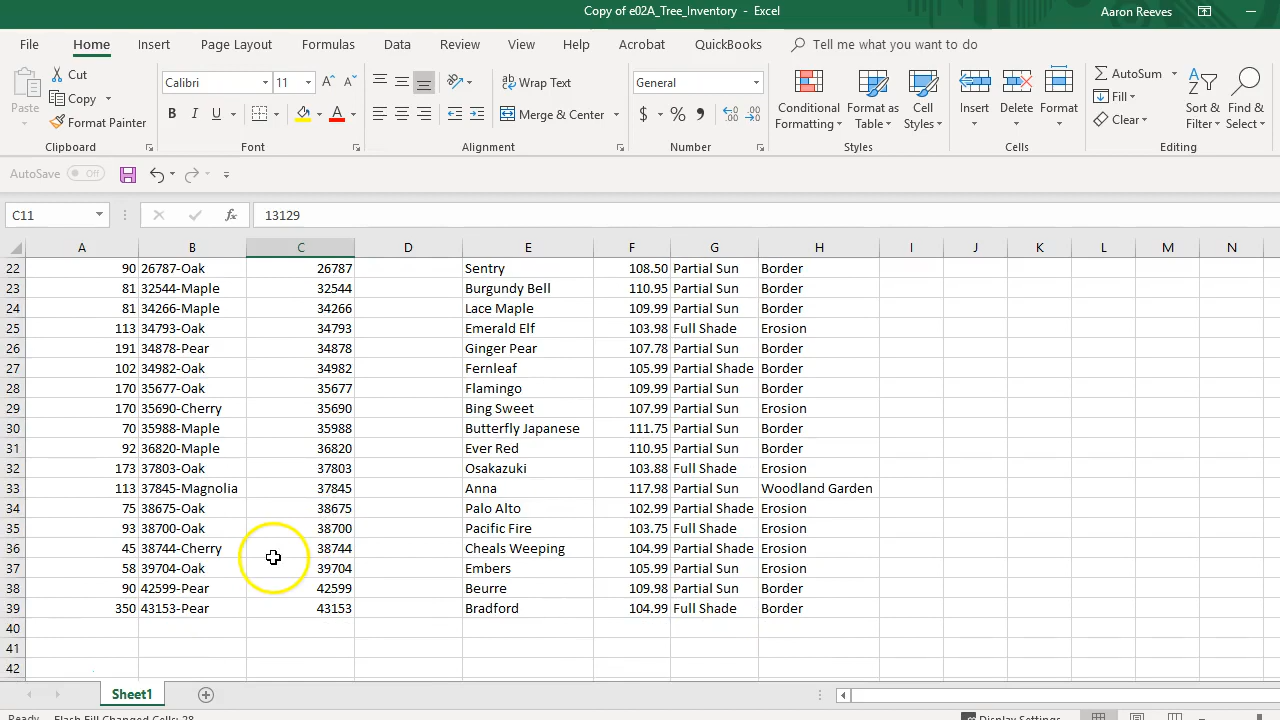 Copy of e02A_Tree_Inventory - Excel
Aaron Reeves
File Home Insert Page Layout Formulas Data Review View Help Acrobat QuickBooks Tell me what you want to do
Paste
Cut
Copy
Format Painter
Clipboard
Calibri 11 A A
B I U A
Font
Wrap Text
Merge & Center
Alignment
General
$ % ,
Number
Conditional Formatting
Format as Table
Cell Styles
Styles
Insert
Delete
Format
Cells
AutoSum
Fill
Clear
Sort & Filter
Find & Select
Editing
AutoSave Off
C11 fx 13129
A B C D E F G H I J K L M N
22 90 26787-Oak 26787 Sentry 108.50 Partial Sun Border
23 81 32544-Maple 32544 Burgundy Bell 110.95 Partial Sun Border
24 81 34266-Maple 34266 Lace Maple 109.99 Partial Sun Border
25 113 34793-Oak 34793 Emerald Elf 103.98 Full Shade Erosion
26 191 34878-Pear 34878 Ginger Pear 107.78 Partial Sun Border
27 102 34982-Oak 34982 Fernleaf 105.99 Partial Shade Border
28 170 35677-Oak 35677 Flamingo 109.99 Partial Sun Border
29 170 35690-Cherry 35690 Bing Sweet 107.99 Partial Sun Erosion
30 70 35988-Maple 35988 Butterfly Japanese 111.75 Partial Sun Border
31 92 36820-Maple 36820 Ever Red 110.95 Partial Sun Border
32 173 37803-Oak 37803 Osakazuki 103.88 Full Shade Erosion
33 113 37845-Magnolia 37845 Anna 117.98 Partial Sun Woodland Garden
34 75 38675-Oak 38675 Palo Alto 102.99 Partial Shade Erosion
35 93 38700-Oak 38700 Pacific Fire 103.75 Full Shade Erosion
36 45 38744-Cherry 38744 Cheals Weeping 104.99 Partial Shade Erosion
37 58 39704-Oak 39704 Embers 105.99 Partial Sun Erosion
38 90 42599-Pear 42599 Beurre 109.98 Partial Sun Border
39 350 43153-Pear 43153 Bradford 104.99 Full Shade Border
40
41
42
Sheet1
Flash Fill Changed Cells: 28 Display Settings